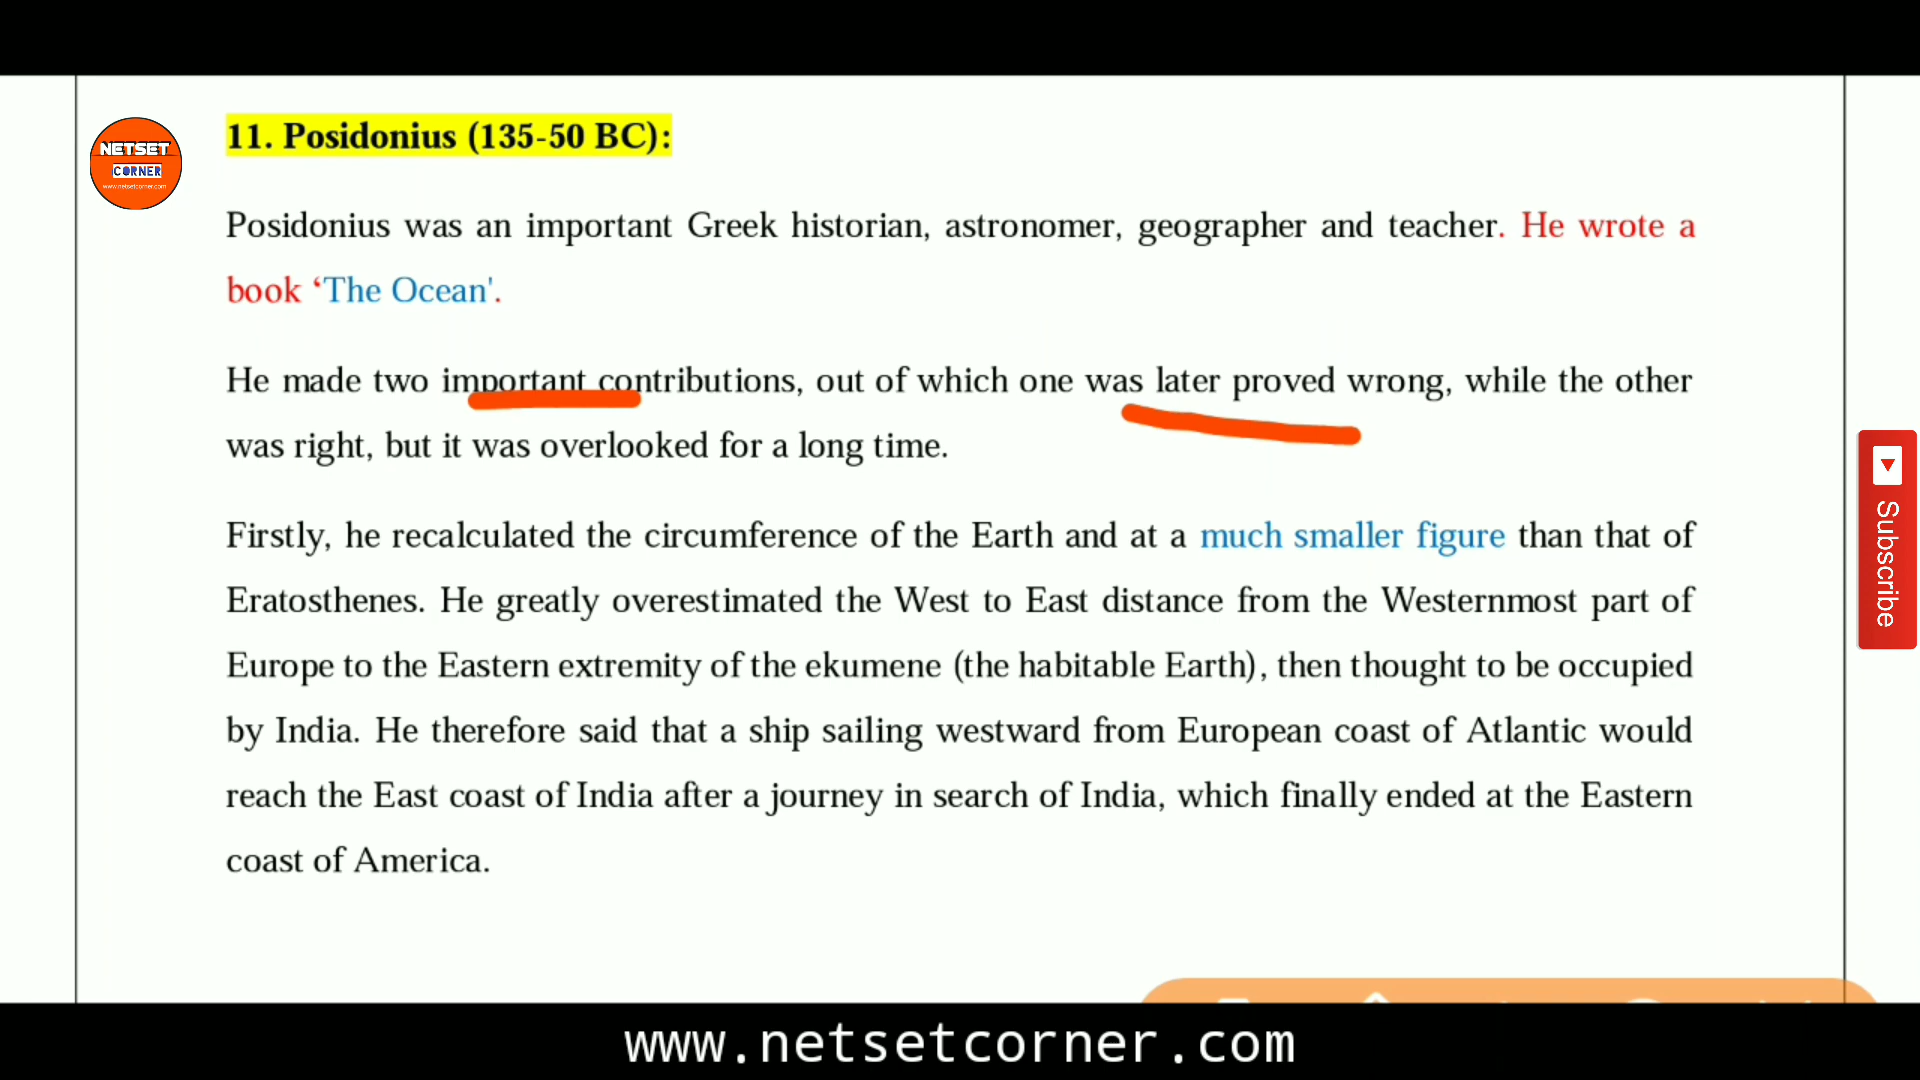 11. Posidonius (135-50 BC):
NETSET
CORNER
www.netsetcorner.com
Posidonius was an important Greek historian, astronomer, geographer and teacher. He wrote a
book ‘The Ocean'.
He made two important contributions, out of which one was later proved wrong, while the other
was right, but it was overlooked for a long time.
Firstly, he recalculated the circumference of the Earth and at a much smaller figure than that of
Eratosthenes. He greatly overestimated the West to East distance from the Westernmost part of
Europe to the Eastern extremity of the ekumene (the habitable Earth), then thought to be occupied
by India. He therefore said that a ship sailing westward from European coast of Atlantic would
reach the East coast of India after a journey in search of India, which finally ended at the Eastern
coast of America.
Subscribe
www.netsetcorner.com